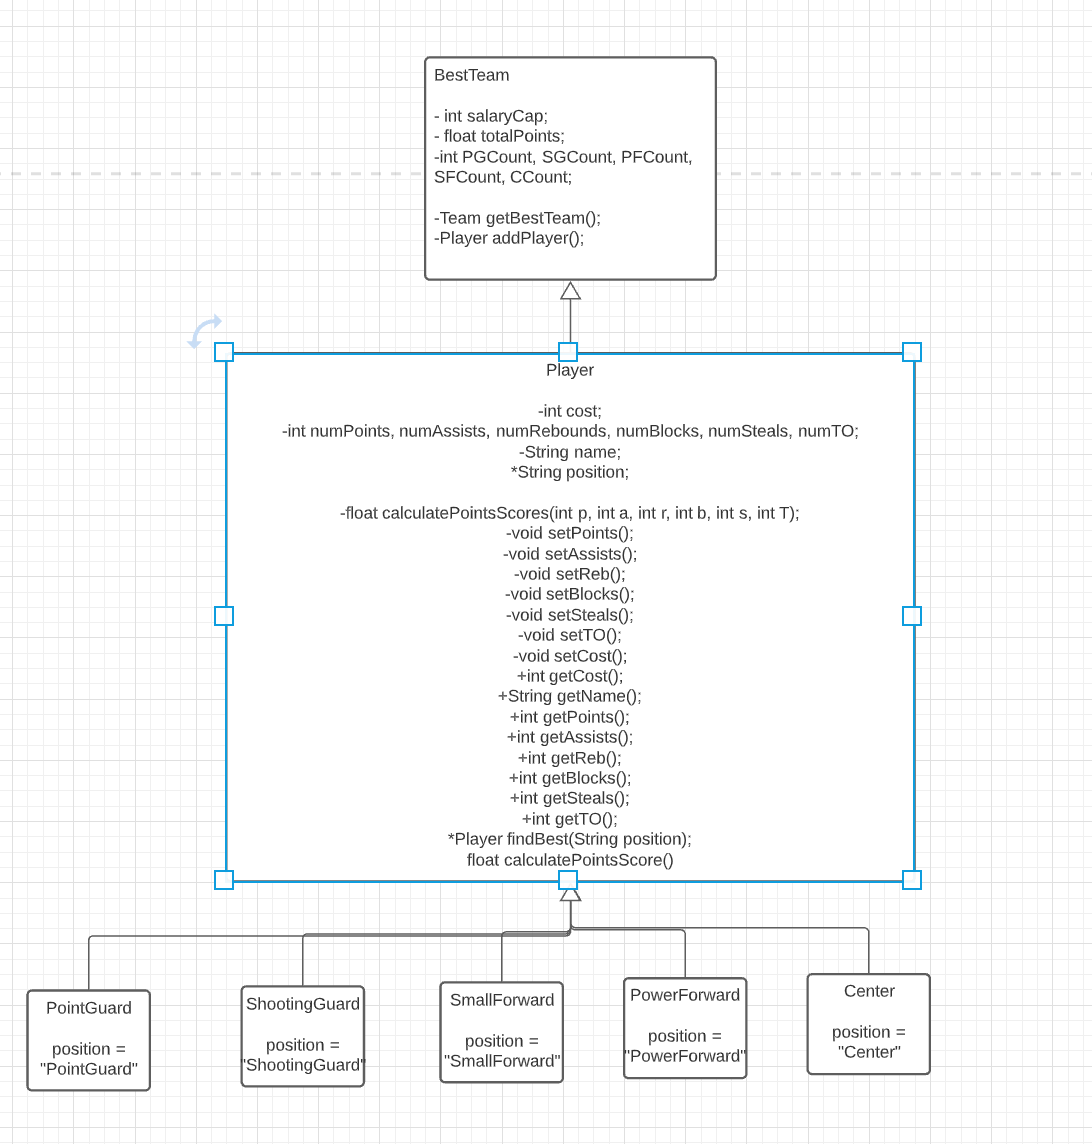 BestTeam
- int salaryCap;
- float totalPoints;
-int PGCount, SGCount, PFCount,
SFCount, CCount;
-Team getBestTeam();
-Player addPlayer();
Player
-int cost;
-int numPoints, numAssists, numRebounds, numBlocks, numSteals, numTO;
-String name;
*String position;
-float calculatePointsScores(int p, int a, int r, int b, int s, int T);
-void setPoints();
-void setAssists();
-void setReb();
-void setBlocks();
-void setSteals();
-void setTO();
-void setCost();
+int getCost();
+String getName();
+int getPoints();
+int getAssists();
+int getReb();
+int getBlocks();
+int getSteals();
+int getTO();
*Player findBest(String position);
float calculatePointsScore()
PointGuard
position =
"PointGuard"
ShootingGuard
position =
"ShootingGuard"
SmallForward
position =
"SmallForward"
PowerForward
position =
"PowerForward"
Center
position =
"Center"